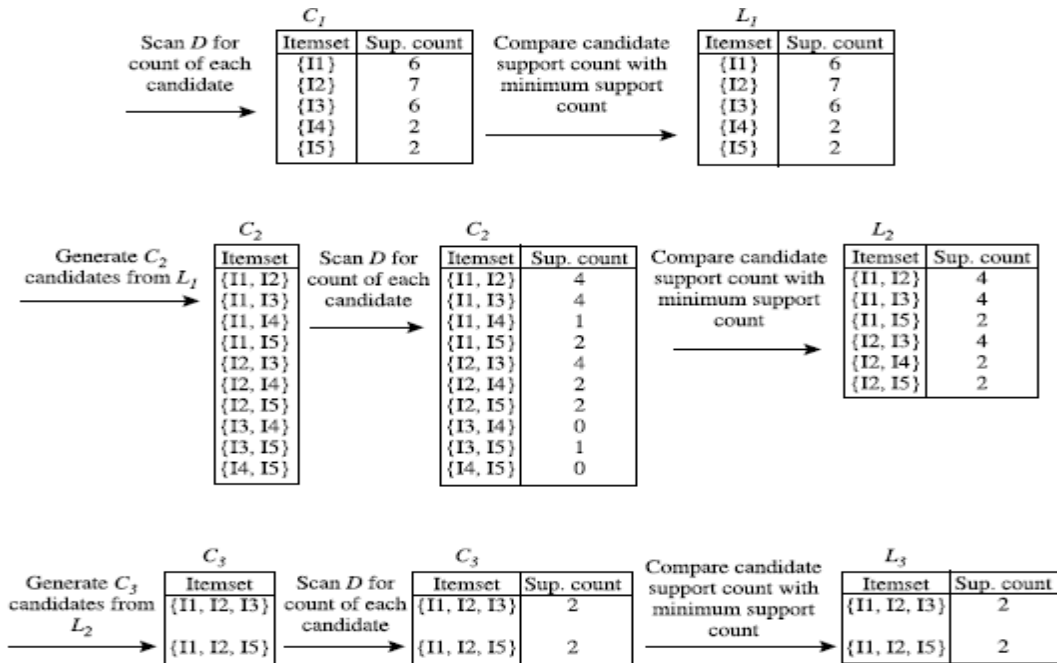 C1
L1
Scan D for
count of each
candidate
Itemset Sup. count
{I1} 6
{I2} 7
{I3} 6
{I4} 2
{I5} 2
Compare candidate
support count with
minimum support
count
Itemset Sup. count
{I1} 6
{I2} 7
{I3} 6
{I4} 2
{I5} 2
Generate C2
candidates from L1
C2
Itemset
{I1, I2}
{I1, I3}
{I1, I4}
{I1, I5}
{I2, I3}
{I2, I4}
{I2, I5}
{I3, I4}
{I3, I5}
{I4, I5}
Scan D for
count of each
candidate
C2
Itemset Sup. count
{I1, I2} 4
{I1, I3} 4
{I1, I4} 1
{I1, I5} 2
{I2, I3} 4
{I2, I4} 2
{I2, I5} 2
{I3, I4} 0
{I3, I5} 1
{I4, I5} 0
Compare candidate
support count with
minimum support
count
L2
Itemset Sup. count
{I1, I2} 4
{I1, I3} 4
{I1, I5} 2
{I2, I3} 4
{I2, I4} 2
{I2, I5} 2
Generate C3
candidates from
L2
C3
Itemset
{I1, I2, I3}
{I1, I2, I5}
Scan D for
count of each
candidate
C3
Itemset Sup. count
{I1, I2, I3} 2
{I1, I2, I5} 2
Compare candidate
support count with
minimum support
count
L3
Itemset Sup. count
{I1, I2, I3} 2
{I1, I2, I5} 2